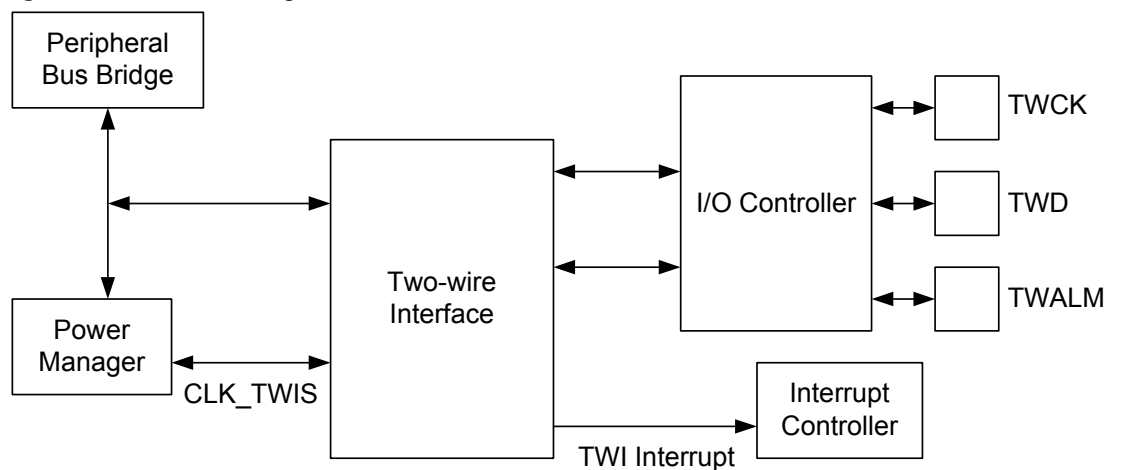 Peripheral
Bus Bridge
TWCK
I/O Controller
TWD
Two-wire
Interface
TWALM
Power
Manager
CLK_TWIS
Interrupt
Controller
TWI Interrupt